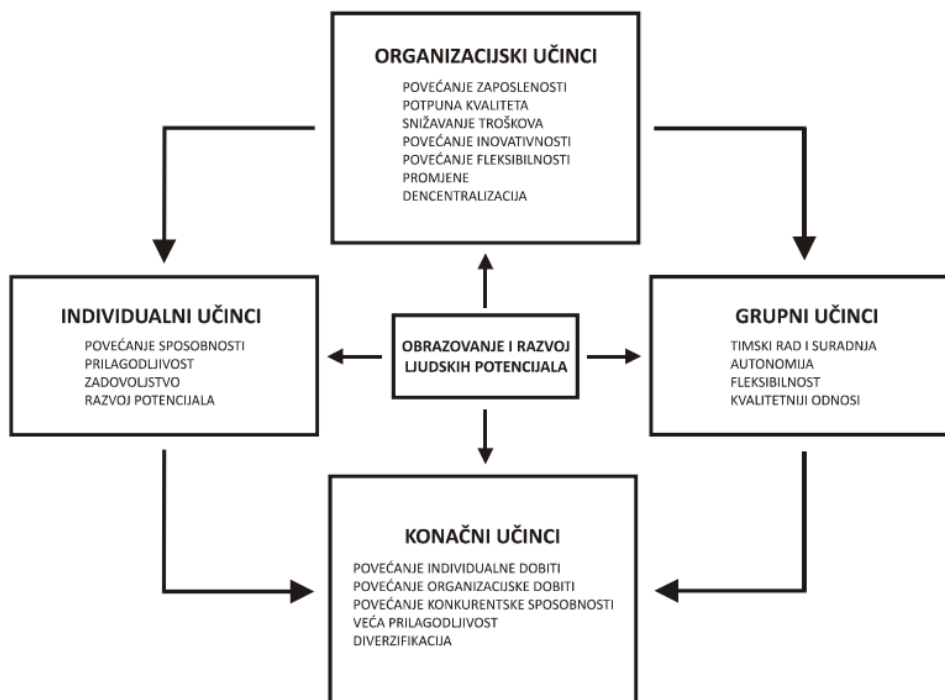 ORGANIZACIJSKI UČINCI
POVEĆANJE ZAPOSLENOSTI
POTPUNA KVALITETA
SNIŽAVANJE TROŠKOVA
POVEĆANJE INOVATIVNOSTI
POVEĆANJE FLEKSIBILNOSTI
PROMJENE
DENCENTRALIZACIJA
INDIVIDUALNI UČINCI
POVEĆANJE SPOSOBNOSTI
PRILAGODLJIVOST
ZADOVOLJSTVO
RAZVOJ POTENCIJALA
OBRAZOVANJE I RAZVOJ
LJUDSKIH POTENCIJALA
GRUPNI UČINCI
TIMSKI RAD I SURADNJA
AUTONOMIJA
FLEKSIBILNOST
KVALITETNIJI ODNOSI
KONAČNI UČINCI
POVEĆANJE INDIVIDUALNE DOBITI
POVEĆANJE ORGANIZACIJSKE DOBITI
POVEĆANJE KONKURENTSKE SPOSOBNOSTI
VEĆA PRILAGODLJIVOST
DIVERZIFIKACIJA